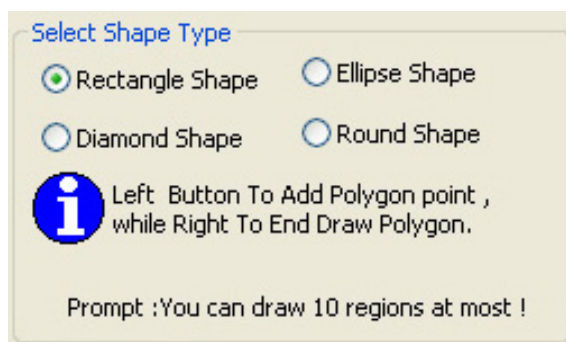 Select Shape Type
Rectangle Shape
Ellipse Shape
Diamond Shape
Round Shape
Left Button To Add Polygon point ,
while Right To End Draw Polygon.
Prompt :You can draw 10 regions at most !